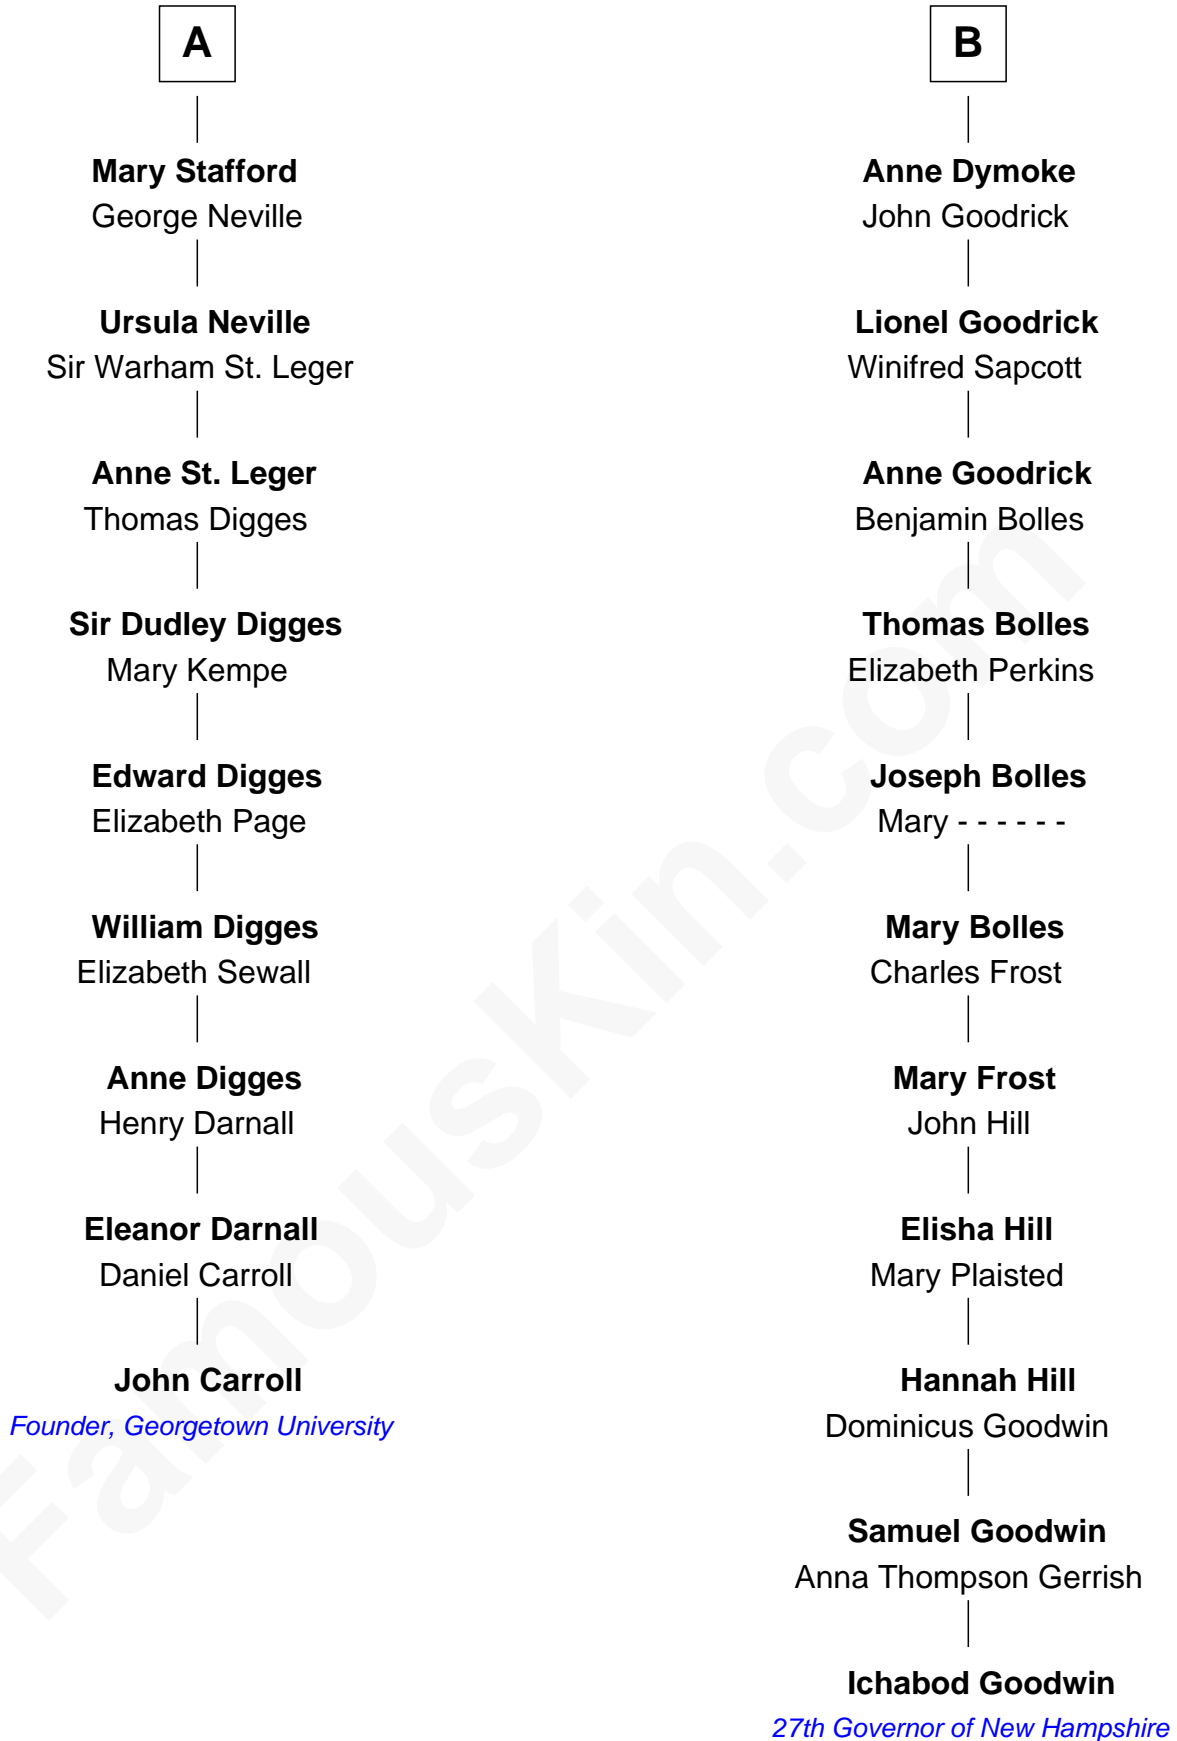 A
Mary Stafford
George Neville
Ursula Neville
Sir Warham St. Leger
Anne St. Leger
Thomas Digges
Sir Dudley Digges
Mary Kempe
Edward Digges
Elizabeth Page
William Digges
Elizabeth Sewall
Anne Digges
Henry Darnall
Eleanor Darnall
Daniel Carroll
John Carroll
Founder, Georgetown University
B
Anne Dymoke
John Goodrick
Lionel Goodrick
Winifred Sapcott
Anne Goodrick
Benjamin Bolles
Thomas Bolles
Elizabeth Perkins
Joseph Bolles
Mary - - - - - -
Mary Bolles
Charles Frost
Mary Frost
John Hill
Elisha Hill
Mary Plaisted
Hannah Hill
Dominicus Goodwin
Samuel Goodwin
Anna Thompson Gerrish
Ichabod Goodwin
27th Governor of New Hampshire
FamousKin.com